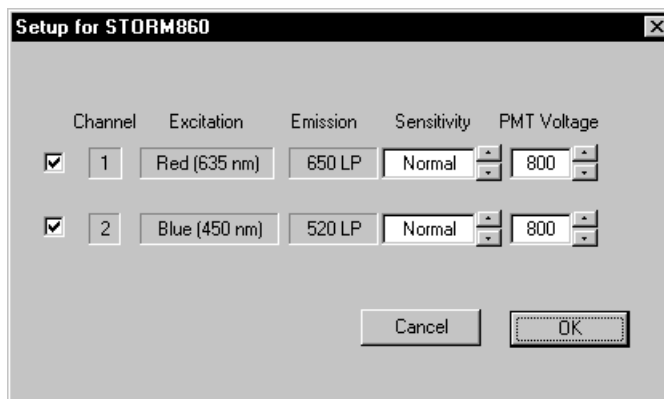 Setup for STORM860
Channel Excitation Emission Sensitivity PMT Voltage
1 Red (635 nm) 650 LP Normal 800
2 Blue (450 nm) 520 LP Normal 800
Cancel OK